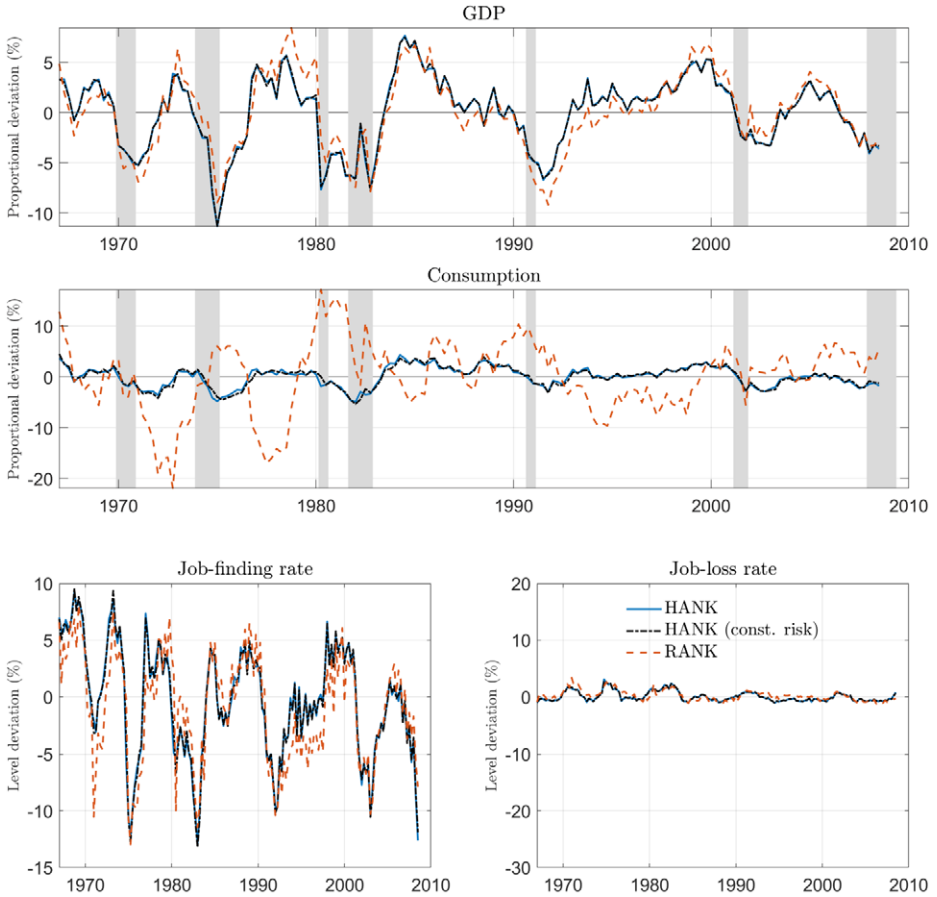 GDP
Proportional deviation (%)
5
0
-5
-10
1970 1980 1990 2000 2010
Consumption
Proportional deviation (%)
10
0
-10
-20
1970 1980 1990 2000 2010
Job-finding rate
Level deviation (%)
10
5
0
-5
-10
-15
1970 1980 1990 2000 2010
Job-loss rate
Level deviation (%)
20
10
0
-10
-20
-30
HANK
HANK (const. risk)
RANK
1970 1980 1990 2000 2010